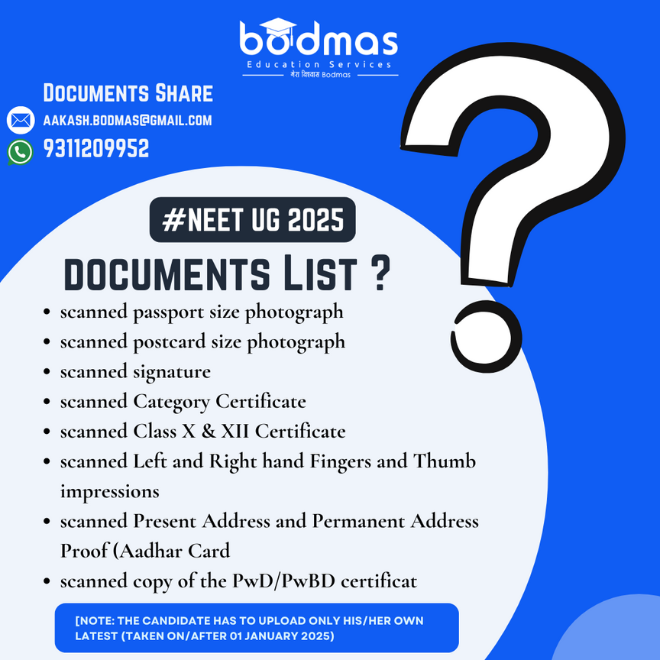 bodmas
Education Services
मेरा विश्वास Bodmas
DOCUMENTS SHARE
AAKASH.BODMAS@GMAIL.COM
9311209952
#NEET UG 2025
DOCUMENTS LIST ?
• scanned passport size photograph
• scanned postcard size photograph
• scanned signature
• scanned Category Certificate
• scanned Class X & XII Certificate
• scanned Left and Right hand Fingers and Thumb
impressions
• scanned Present Address and Permanent Address
Proof (Aadhar Card
• scanned copy of the PwD/PwBD certificat
[NOTE: THE CANDIDATE HAS TO UPLOAD ONLY HIS/HER OWN
LATEST (TAKEN ON/AFTER 01 JANUARY 2025)
?